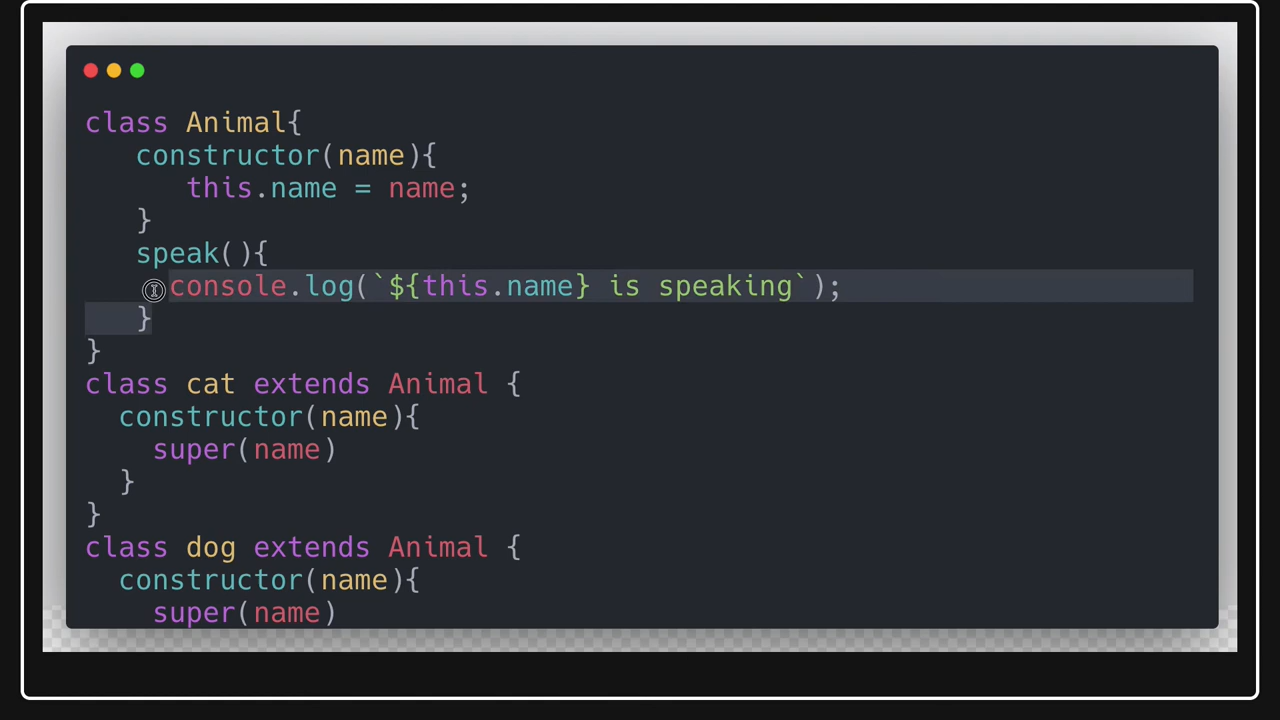 class Animal{
   constructor(name){
      this.name = name;
   }
   speak(){
     console.log(`${this.name} is speaking`);
   }
}
class cat extends Animal {
  constructor(name){
    super(name)
  }
}
class dog extends Animal {
  constructor(name){
    super(name)